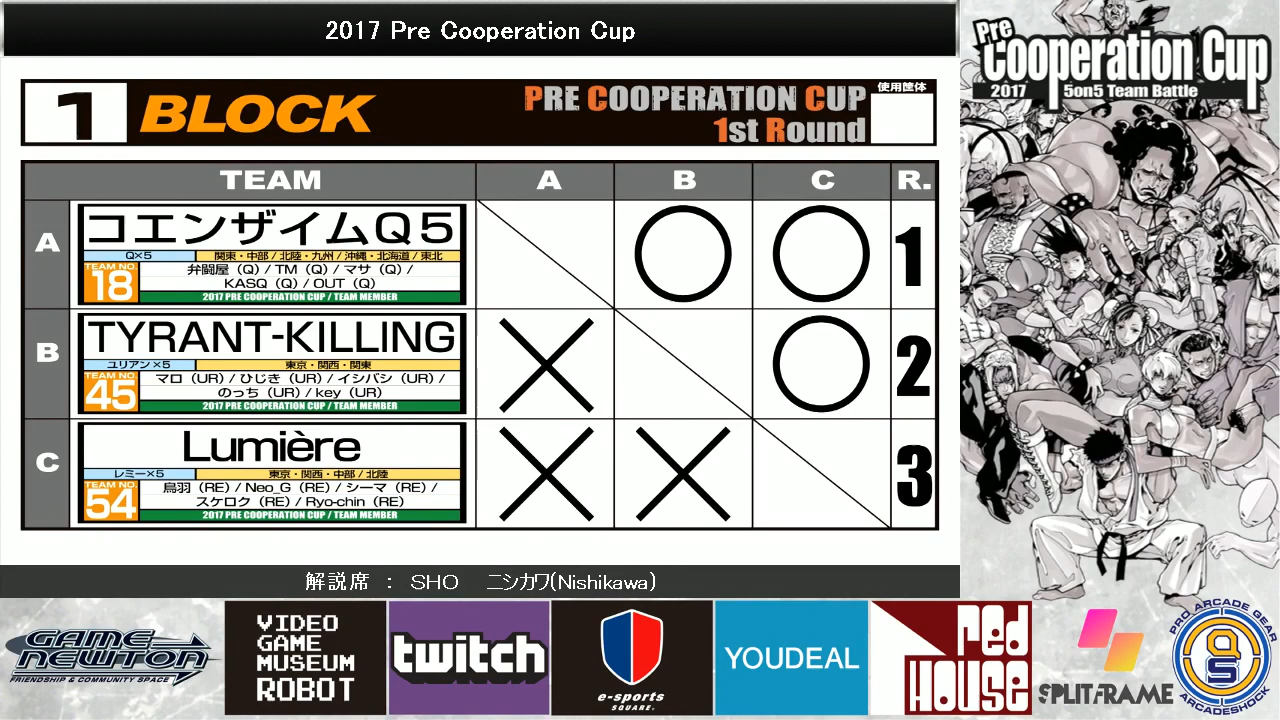 2017 Pre Cooperation Cup
1 BLOCK
PRE COOPERATION CUP
1st Round
使用筐体
TEAM A B C R.
A
コエンザイムQ5
Q×5 関東・中部 / 北陸・九州 / 沖縄・北海道 / 東北
TEAM NO.
18
弁闘屋（Q）/ TM（Q）/ マサ（Q）/
KASQ（Q）/ OUT（Q）
2017 PRE COOPERATION CUP / TEAM MEMBER
1
B
TYRANT-KILLING
ユリアン×5 東京・関西・関東
TEAM NO.
45
マロ（UR）/ ひじき（UR）/ イシバシ（UR）/
のっち（UR）/ key（UR）
2017 PRE COOPERATION CUP / TEAM MEMBER
2
C
Lumière
レミー×5 東京・関西・中部 / 北陸
TEAM NO.
54
鳥羽（RE）/ Neo_G（RE）/ シーマ（RE）/
スケロク（RE）/ Ryo-chin（RE）
2017 PRE COOPERATION CUP / TEAM MEMBER
3
解説席 ： SHO ニシカワ(Nishikawa)
Pre
Cooperation Cup
2017 5on5 Team Battle
GAME
NEWTON
FRIENDSHIP & COMMUNITY SPACE
VIDEO
GAME
MUSEUM
ROBOT
twitch
e-sports
SQUARE.
YOUDEAL
red
House
SPLITFRAME
PRO ARCADE GEAR
AS
ARCADESHOCK